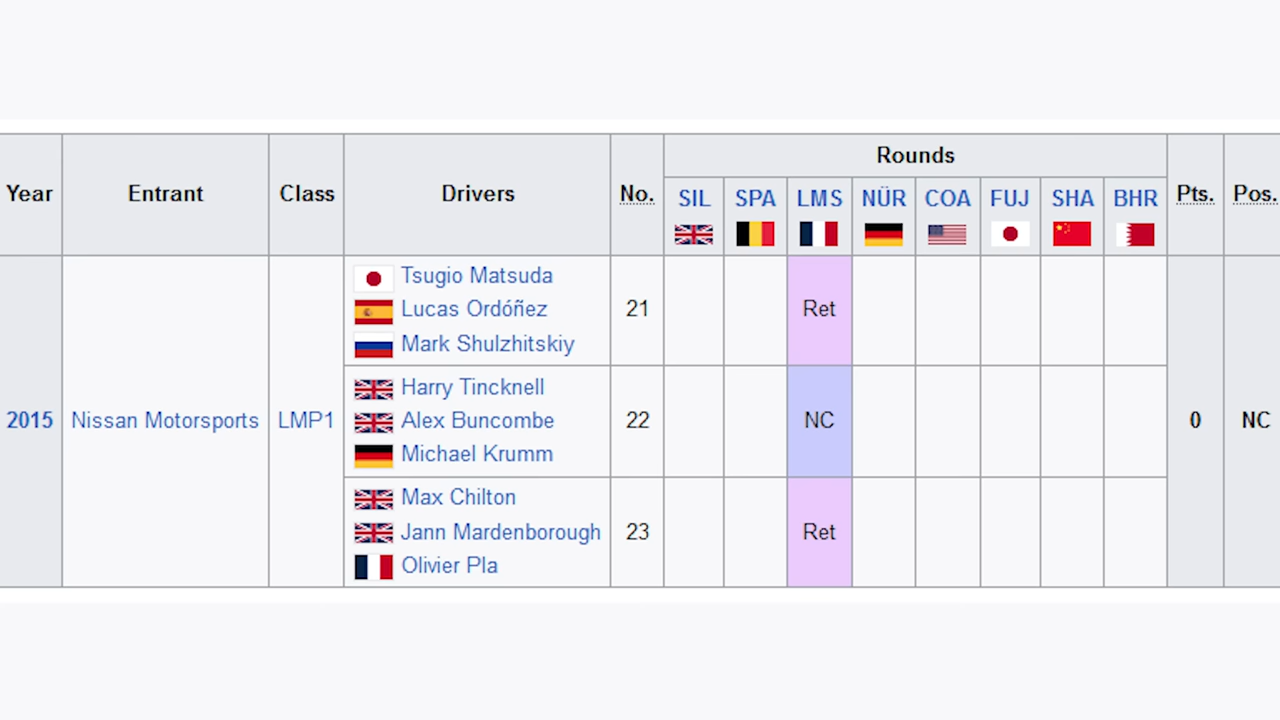 Year Entrant Class Drivers No. Rounds Pts. Pos.
SIL SPA LMS NÜR COA FUJ SHA BHR
2015 Nissan Motorsports LMP1
Tsugio Matsuda
Lucas Ordóñez
Mark Shulzhitskiy
21 Ret
Harry Tincknell
Alex Buncombe
Michael Krumm
22 NC
Max Chilton
Jann Mardenborough
Olivier Pla
23 Ret
0 NC